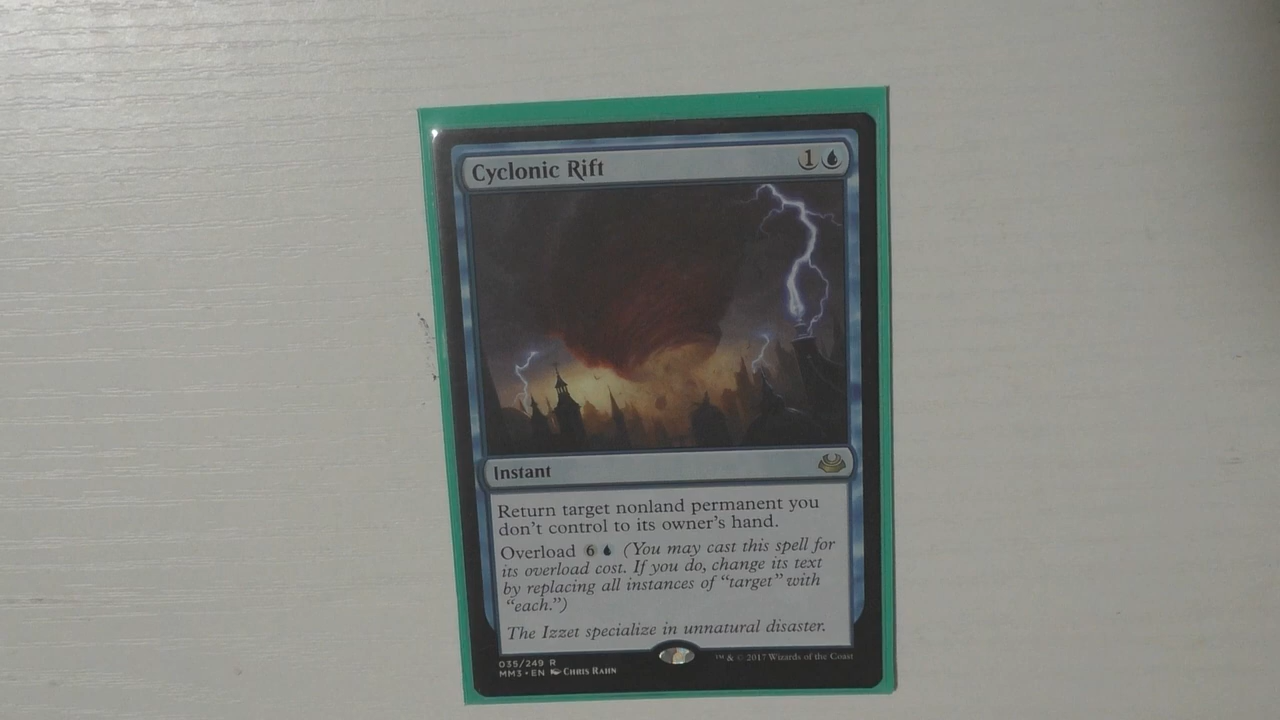 Cyclonic Rift 1
Instant
Return target nonland permanent you
don't control to its owner's hand.
Overload 6 (You may cast this spell for
its overload cost. If you do, change its text
by replacing all instances of "target" with
"each.")
The Izzet specialize in unnatural disaster.
035/249 R
MM3 • EN Chris Rahn
™ & © 2017 Wizards of the Coast